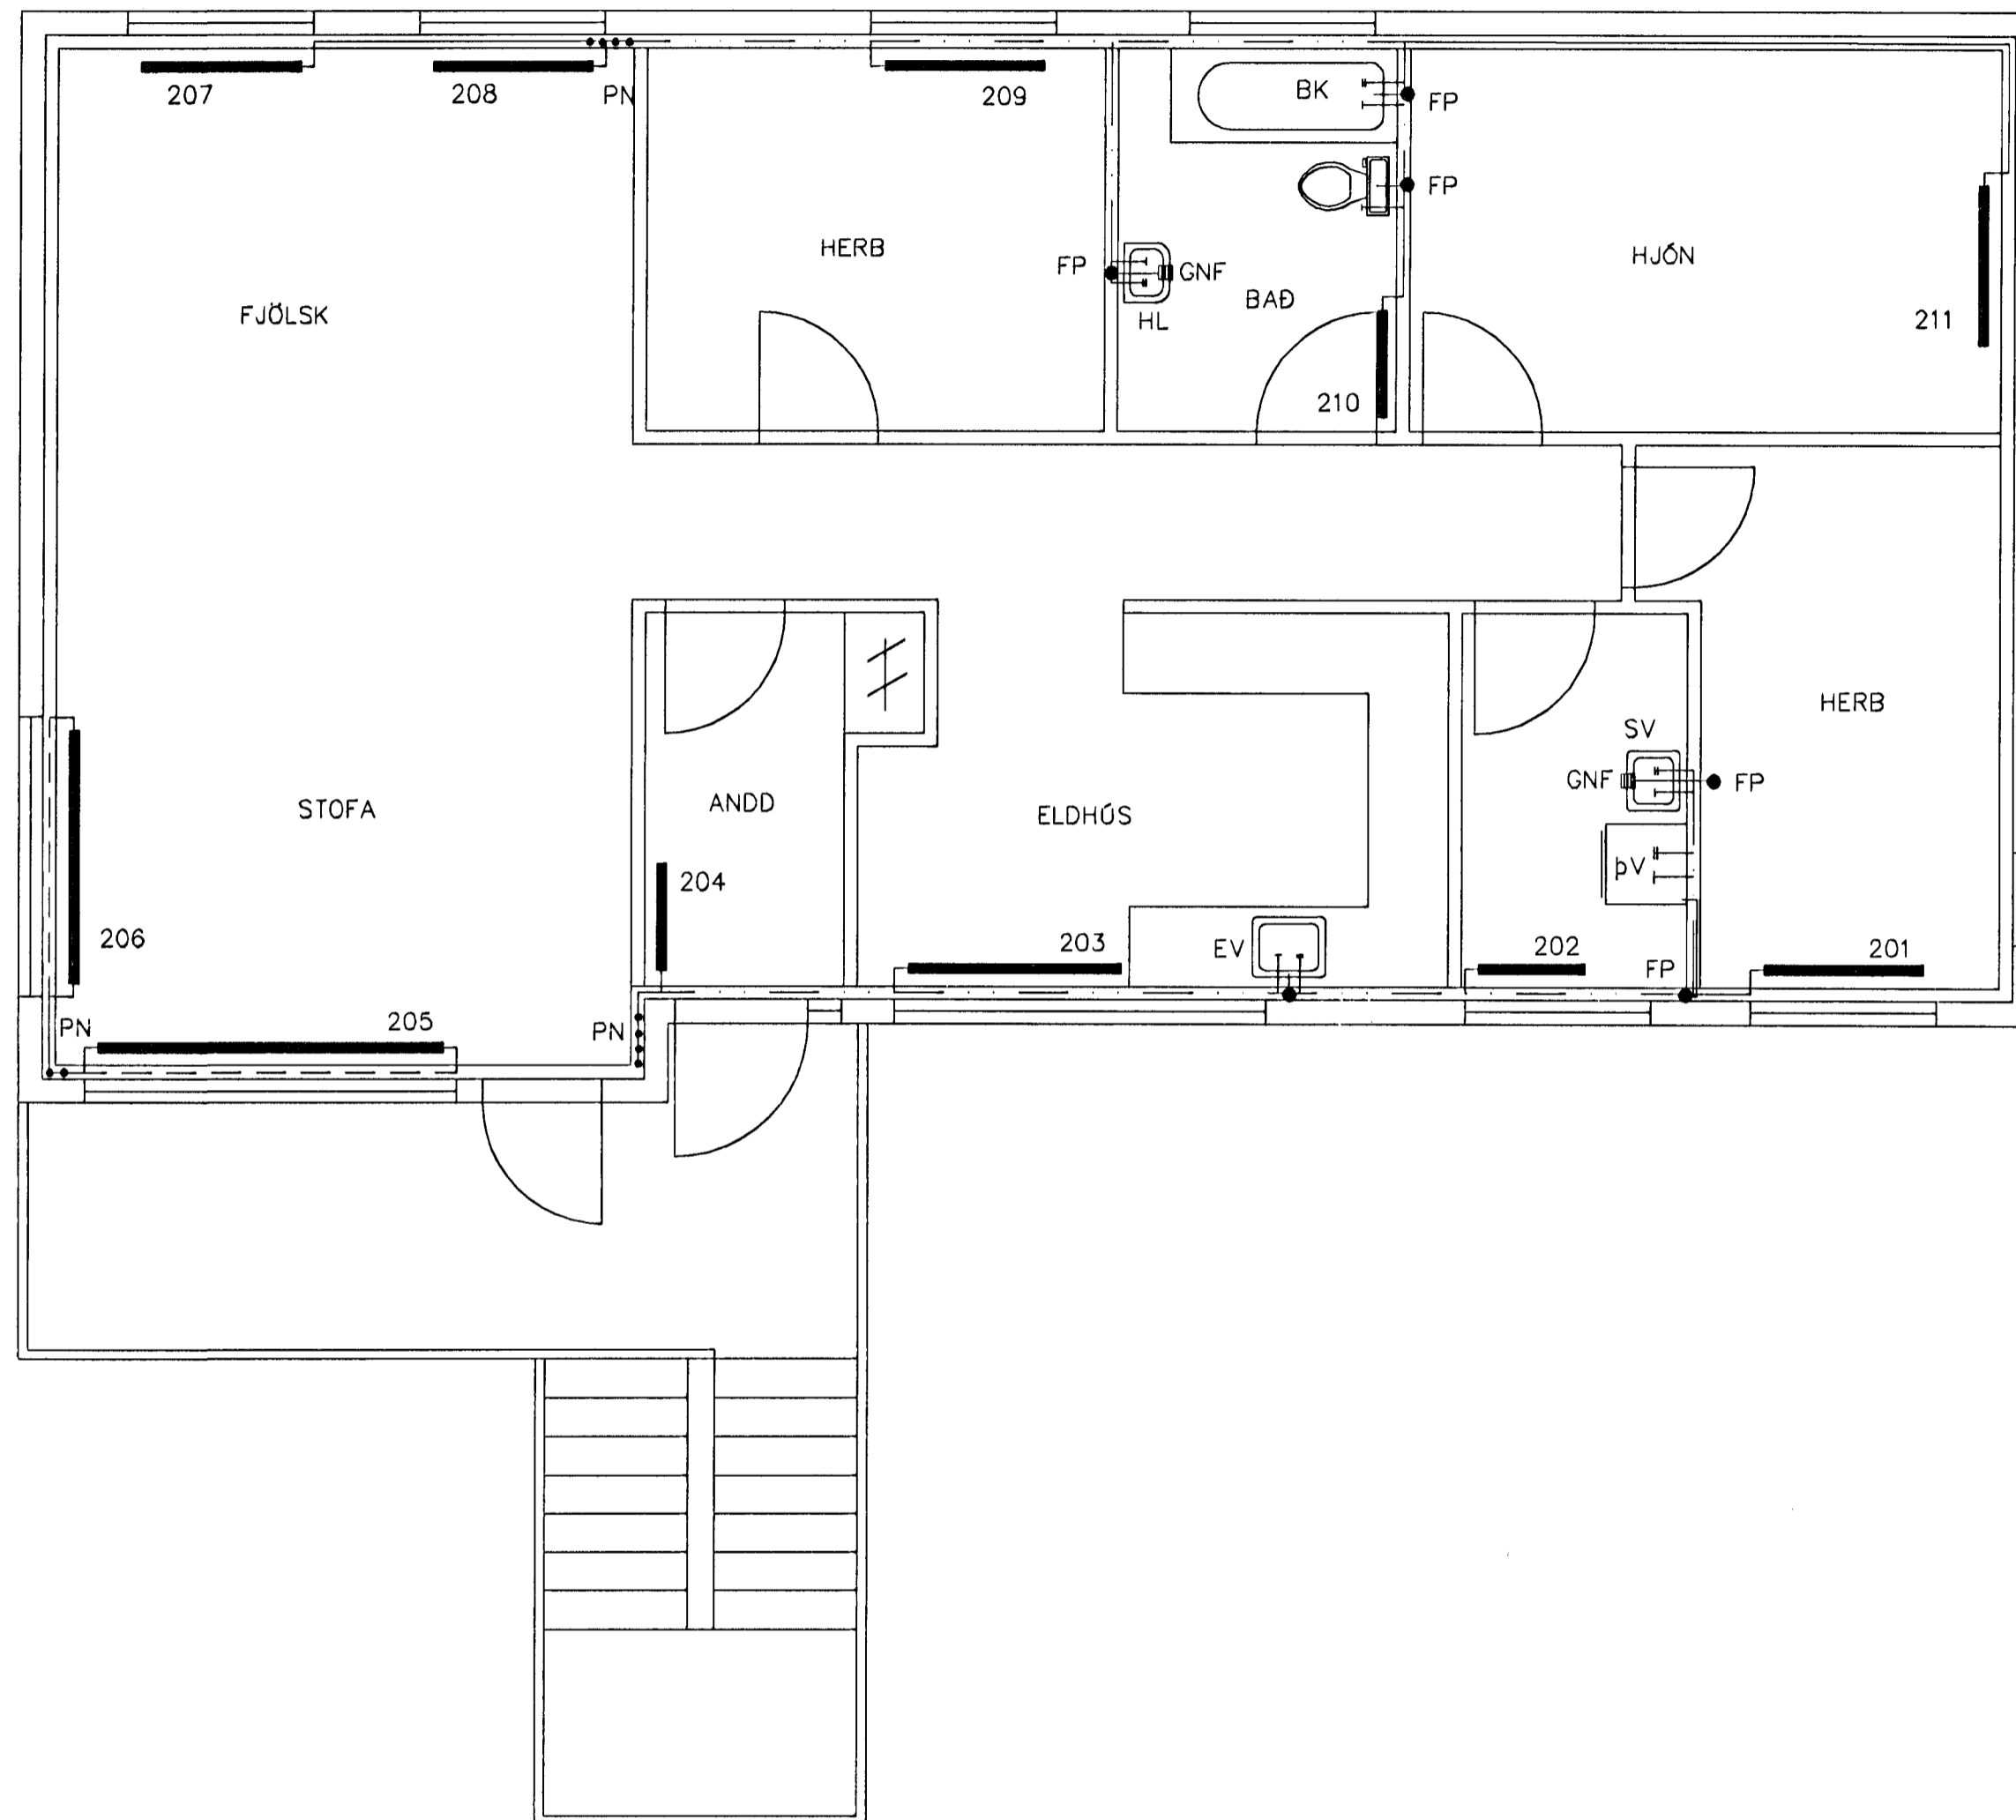 207
208
PN
209
BK
FP
FP
HERB
FP
GNF
HL
BAÐ
HJÓN
FJÖLSK
210
211
HERB
SV
GNF
FP
STOFA
ANDD
ELDHÚS
þV
204
206
203
EV
202
FP
201
PN
205
PN